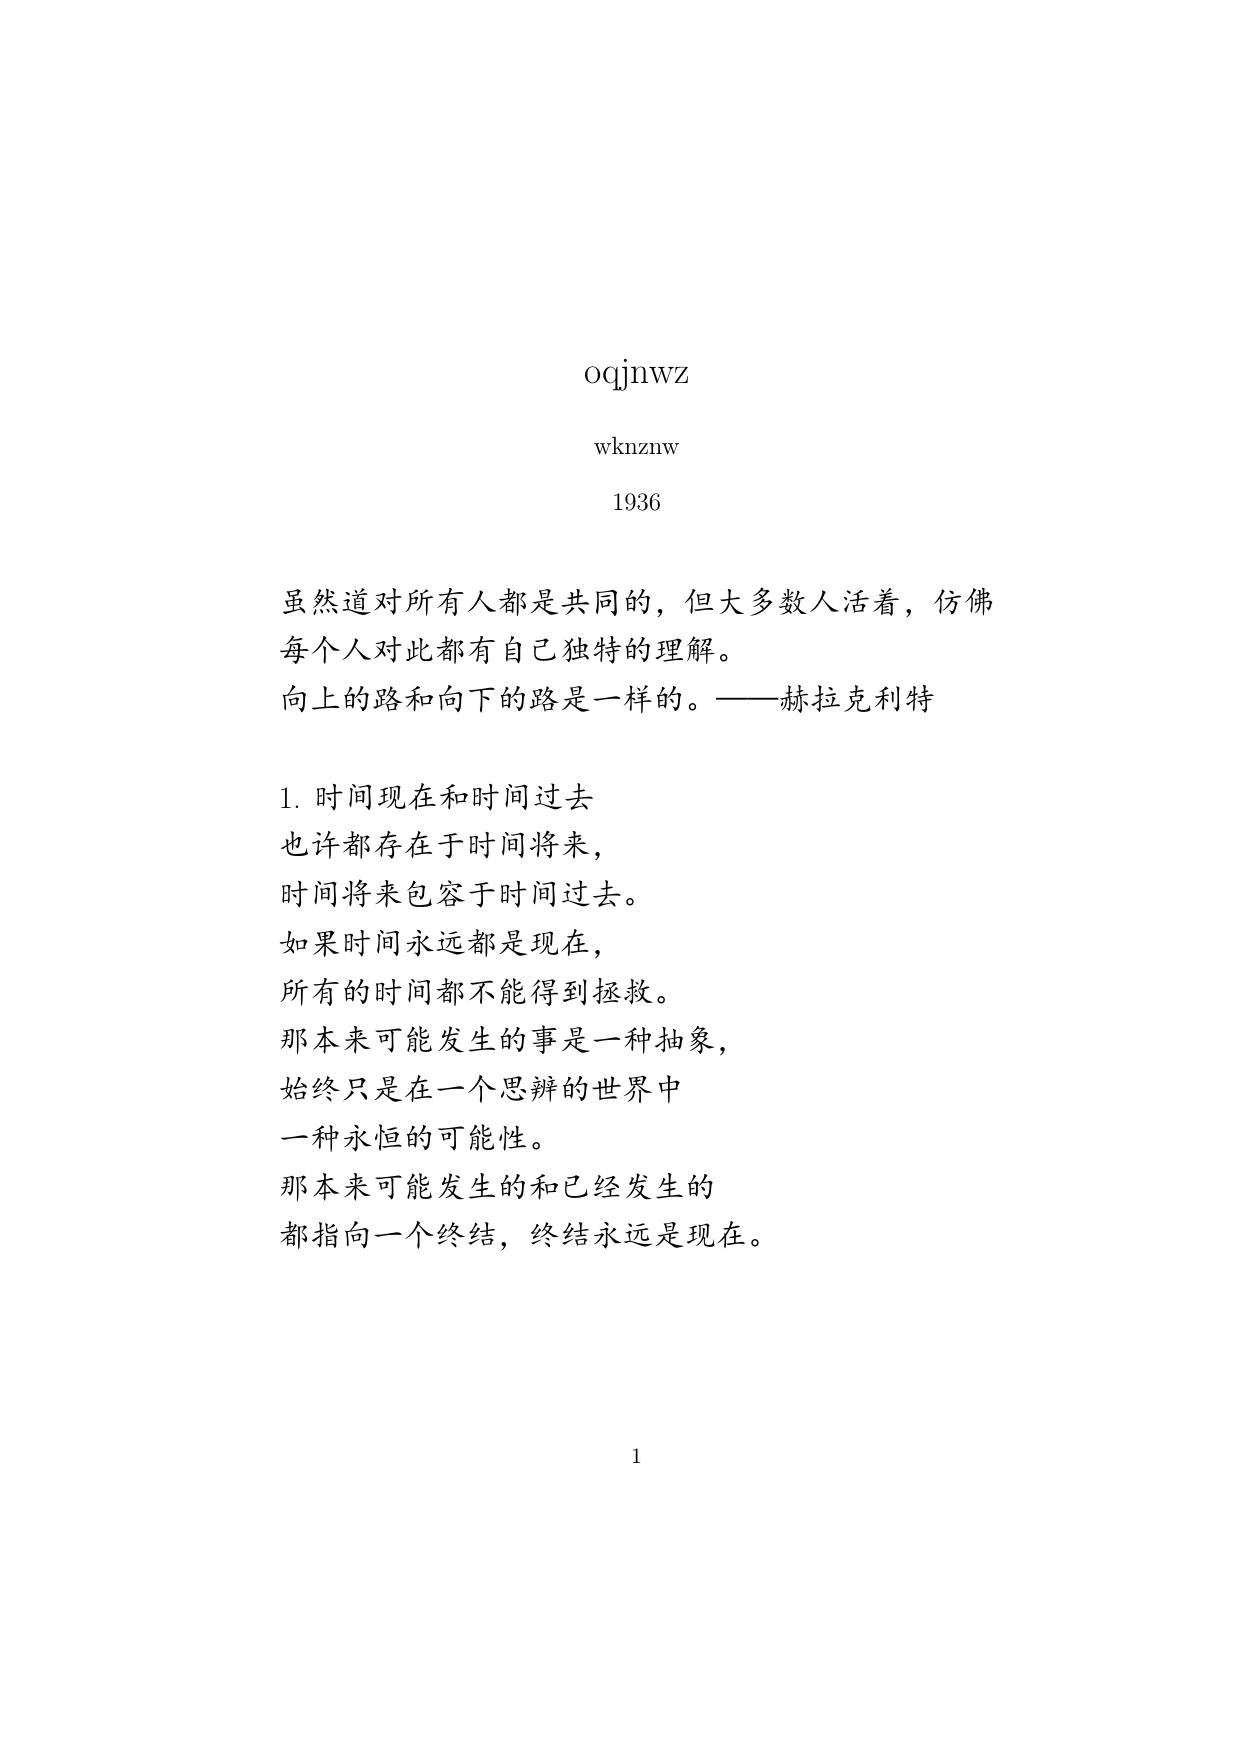 oqjnwz
wknznw
1936
虽然道对所有人都是共同的，但大多数人活着，仿佛
每个人对此都有自己独特的理解。
向上的路和向下的路是一样的。——赫拉克利特
1. 时间现在和时间过去
也许都存在于时间将来，
时间将来包容于时间过去。
如果时间永远都是现在，
所有的时间都不能得到拯救。
那本来可能发生的事是一种抽象，
始终只是在一个思辨的世界中
一种永恒的可能性。
那本来可能发生的和已经发生的
都指向一个终结，终结永远是现在。
1